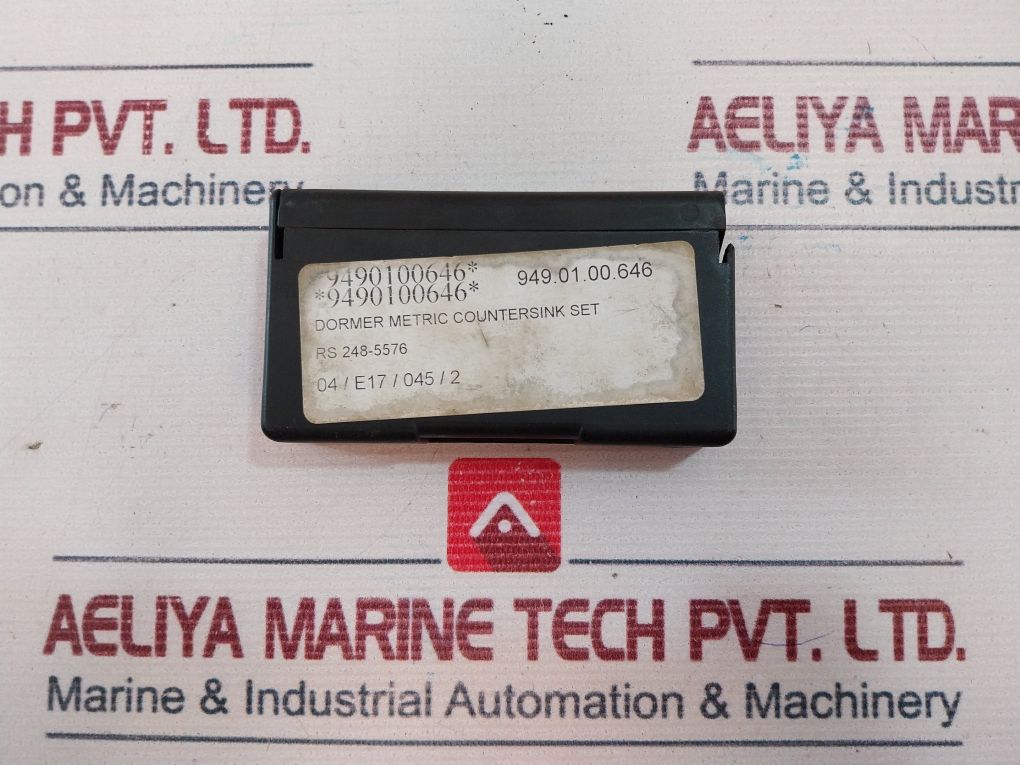 H PVT. LTD.
on & Machinery
AELIYA MAR
Marine & Industr
*9490100646*
*9490100646*
949.01.00.646
DORMER METRIC COUNTERSINK SET
RS 248-5576
04 / E17 / 045 / 2
AELIYA MARINE TECH PVT. LTD.
Marine & Industrial Automation & Machinery